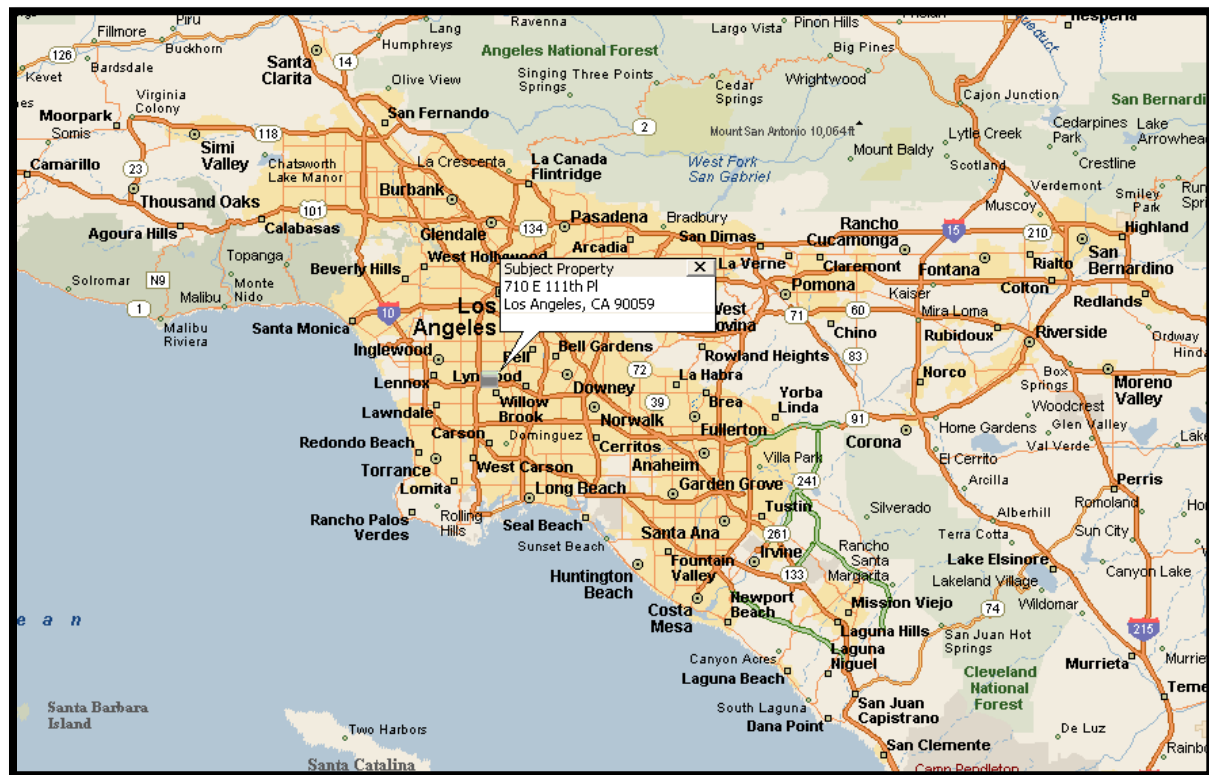 Piru
Lang
Ravenna
Largo Vista
Pinon Hills
Fillmore
Buckhorn
Humphreys
Angeles National Forest
Big Pines
126
Bardsdale
Kevet
Santa
Clarita
14
Olive View
Singing
Springs
Three Points
Cedar
Springs
Wrightwood
Cajon Junction
San Bernardi
Virginia
Colony
Moorpark
Somis
San Fernando
2
Mount San Antonio 10,064ft
Lytle Creek
Cedarpines
Park
Lake
Arrowhea
118
Simi
Valley
Chatsworth
Lake Manor
La Crescenta
La Canada
Flintridge
West Fork
San Gabriel
Mount Baldy
Scotland
Crestline
Camarillo
23
Thousand Oaks
Burbank
Verdemont
Smiley
Park
Run
Spri
Muscoy
101
Agoura Hills
Calabasas
Glendale
134
Pasadena
Bradbury
Arcadia
San Dimas
Rancho
Cucamonga
15
210
Highland
San
Bernardino
Topanga
Beverly Hills
West Hollywood
La Verne
Claremont
Fontana
Rialto
Solromar
N9
Monte
Nido
Malibu
1
Malibu
Riviera
Subject Property
710 E 111th Pl
Los Angeles, CA 90059
Pomona
Kaiser
Colton
Redlands
Los
Angeles
10
Santa Monica
West
ovina
71
60
Chino
Mira Loma
Rubidoux
Riverside
Ordway
Hinda
Inglewood
Bell
Bell Gardens
Rowland Heights
83
Lennox
Lynwood
72
La Habra
Norco
Box
Springs
Moreno
Valley
Downey
Willow
Brook
39
Brea
Yorba
Linda
Woodcrest
Lawndale
Norwalk
Fullerton
91
Home Gardens
Glen Valley
Redondo Beach
Carson
Dominguez
Cerritos
Corona
Val Verde
Lake
Torrance
West Carson
Anaheim
Villa Park
El Cerrito
Lomita
Long Beach
Garden Grove
241
Arcilla
Perris
Rancho Palos
Verdes
Rolling
Hills
Seal Beach
Tustin
Silverado
Alberhill
Romoland
Ho
Sunset Beach
Santa Ana
261
Terra Cotta
Sun City
Huntington
Beach
Fountain
Valley
Irvine
133
Rancho
Santa
Margarita
Lake Elsinore
Lakeland Village
Canyon Lake
Costa
Mesa
Newport
Beach
Mission Viejo
74
Wildomar
e a n
Laguna Hills
San Juan Hot
Springs
215
Canyon Acres
Laguna
Niguel
Murrieta
Murrie
Laguna Beach
Cleveland
National
Forest
Teme
Santa Barbara
Island
South Laguna
San Juan
Capistrano
Dana Point
De Luz
Two Harbors
San Clemente
Rainbo
Santa Catalina
Camp Pendleton